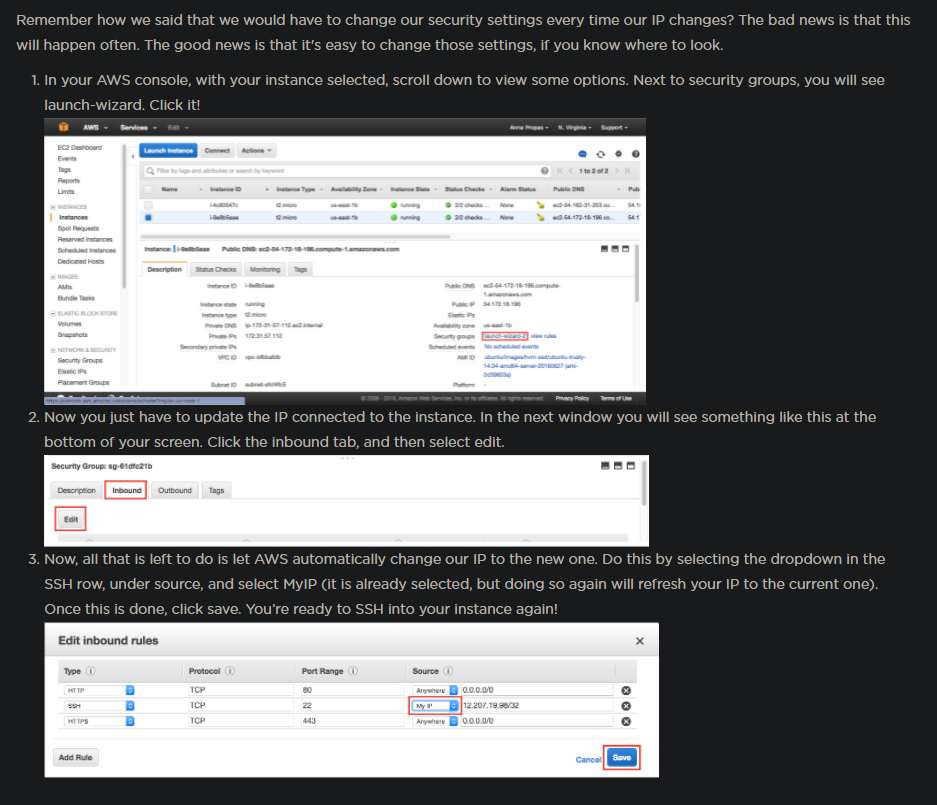 Remember how we said that we would have to change our security settings every time our IP changes? The bad news is that this
will happen often. The good news is that it's easy to change those settings, if you know where to look.
1. In your AWS console, with your instance selected, scroll down to view some options. Next to security groups, you will see
launch-wizard. Click it!
AWS Services Edit Anna Propas N. Virginia Support
EC2 Dashboard
Events
Tags
Reports
Limits
INSTANCES
Instances
Spot Requests
Reserved Instances
Scheduled Instances
Dedicated Hosts
IMAGES
AMIs
Bundle Tasks
ELASTIC BLOCK STORE
Volumes
Snapshots
NETWORK & SECURITY
Security Groups
Elastic IPs
Placement Groups
Launch Instance Connect Actions
Filter by tags and attributes or search by keyword 1 to 2 of 2
Name Instance ID Instance Type Availability Zone Instance State Status Checks Alarm Status Public DNS Pub
t2.micro us-east-1b running 2/2 checks ... None
t2.micro us-east-1b running 2/2 checks ... None ec2-54-172-18-196.co...
Instance: Public DNS: ec2-54-172-18-196.compute-1.amazonaws.com
Description Status Checks Monitoring Tags
Instance ID
Instance state running
Instance type t2.micro
Private DNS ip-172-31-57-112.ec2.internal
Private IPs 172.31.57.112
Secondary private IPs
VPC ID
Subnet ID
Public DNS ec2-54-172-18-196.compute-
1.amazonaws.com
Public IP 54.172.18.196
Elastic IPs
Availability zone us-east-1b
Security groups launch-wizard-2 view rules
Scheduled events No scheduled events
AMI ID ubuntu/images/hvm-ssd/ubuntu-trusty-
14.04-amd64-server-20160627 (ami-
Platform -
© 2008 - 2016, Amazon Web Services, Inc. or its affiliates. All rights reserved. Privacy Policy Terms of Use
2. Now you just have to update the IP connected to the instance. In the next window you will see something like this at the
bottom of your screen. Click the inbound tab, and then select edit.
Security Group: sg-61dfc21b
Description Inbound Outbound Tags
Edit
3. Now, all that is left to do is let AWS automatically change our IP to the new one. Do this by selecting the dropdown in the
SSH row, under source, and select MyIP (it is already selected, but doing so again will refresh your IP to the current one).
Once this is done, click save. You're ready to SSH into your instance again!
Edit inbound rules
Type Protocol Port Range Source
HTTP TCP 80 Anywhere 0.0.0.0/0
SSH TCP 22 My IP 12.207.19.98/32
HTTPS TCP 443 Anywhere 0.0.0.0/0
Add Rule Cancel Save